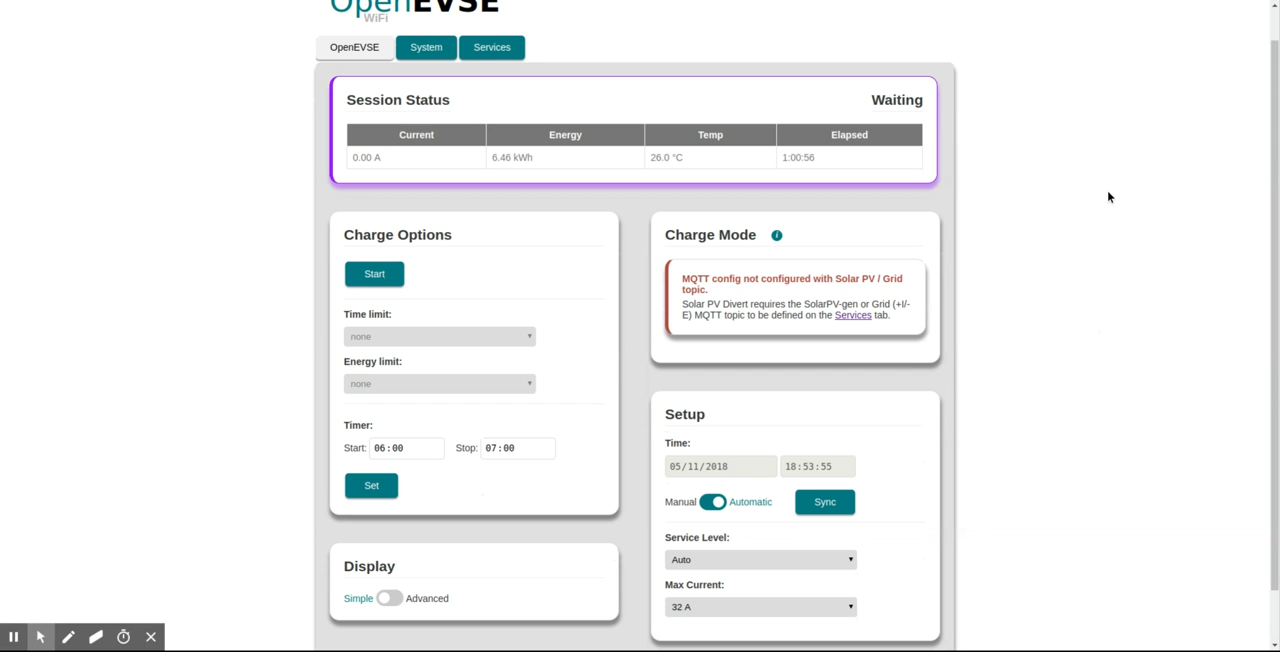 OpenEVSE
WiFi
OpenEVSE System Services
Session Status Waiting
Current Energy Temp Elapsed
0.00 A 6.46 kWh 26.0 °C 1:00:56
Charge Options
Start
Time limit:
none
Energy limit:
none
Timer:
Start: 06:00 Stop: 07:00
Set
Display
Simple Advanced
Charge Mode i
MQTT config not configured with Solar PV / Grid
topic.
Solar PV Divert requires the SolarPV-gen or Grid (+I/-
E) MQTT topic to be defined on the Services tab.
Setup
Time:
05/11/2018 18:53:55
Manual Automatic Sync
Service Level:
Auto
Max Current:
32 A